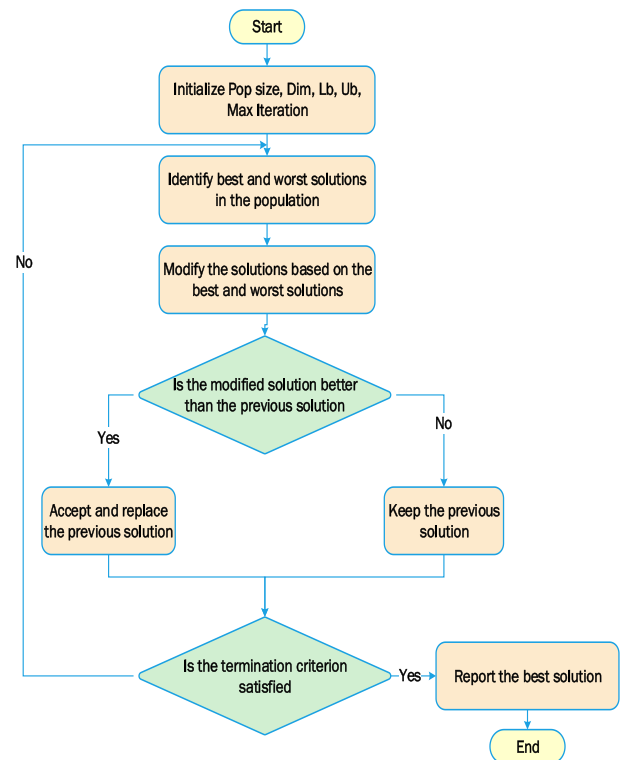 Start
Initialize Pop size, Dim, Lb, Ub,
Max Iteration
Identify best and worst solutions
in the population
No
Modify the solutions based on the
best and worst solutions
Is the modified solution better
than the previous solution
Yes
No
Accept and replace
the previous solution
Keep the previous
solution
Is the termination criterion
satisfied
Yes
Report the best solution
End